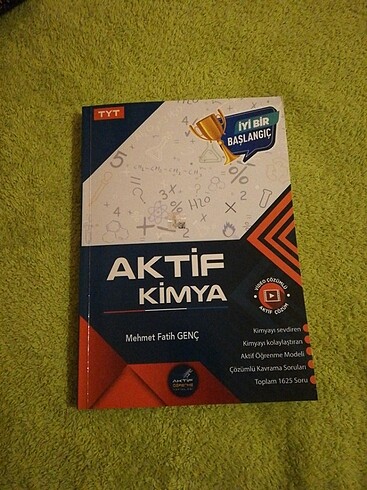 TYT
İYİ BİR
BAŞLANGIÇ
AKTİF
KİMYA
VİDEO ÇÖZÜMLÜ
AKTİF ÇÖZÜM
Mehmet Fatih GENÇ
Kimyayı sevdiren
Kimyayı kolaylaştıran
Aktif Öğrenme Modeli
Çözümlü Kavrama Soruları
Toplam 1625 Soru
AKTİF
ÖĞRENME